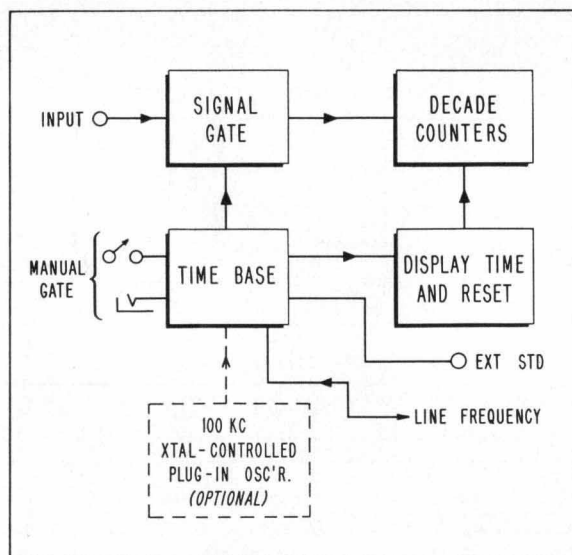 INPUT
SIGNAL
GATE
DECADE
COUNTERS
MANUAL
GATE
TIME BASE
DISPLAY TIME
AND RESET
EXT STD
LINE FREQUENCY
100 KC
XTAL-CONTROLLED
PLUG-IN OSC'R.
(OPTIONAL)